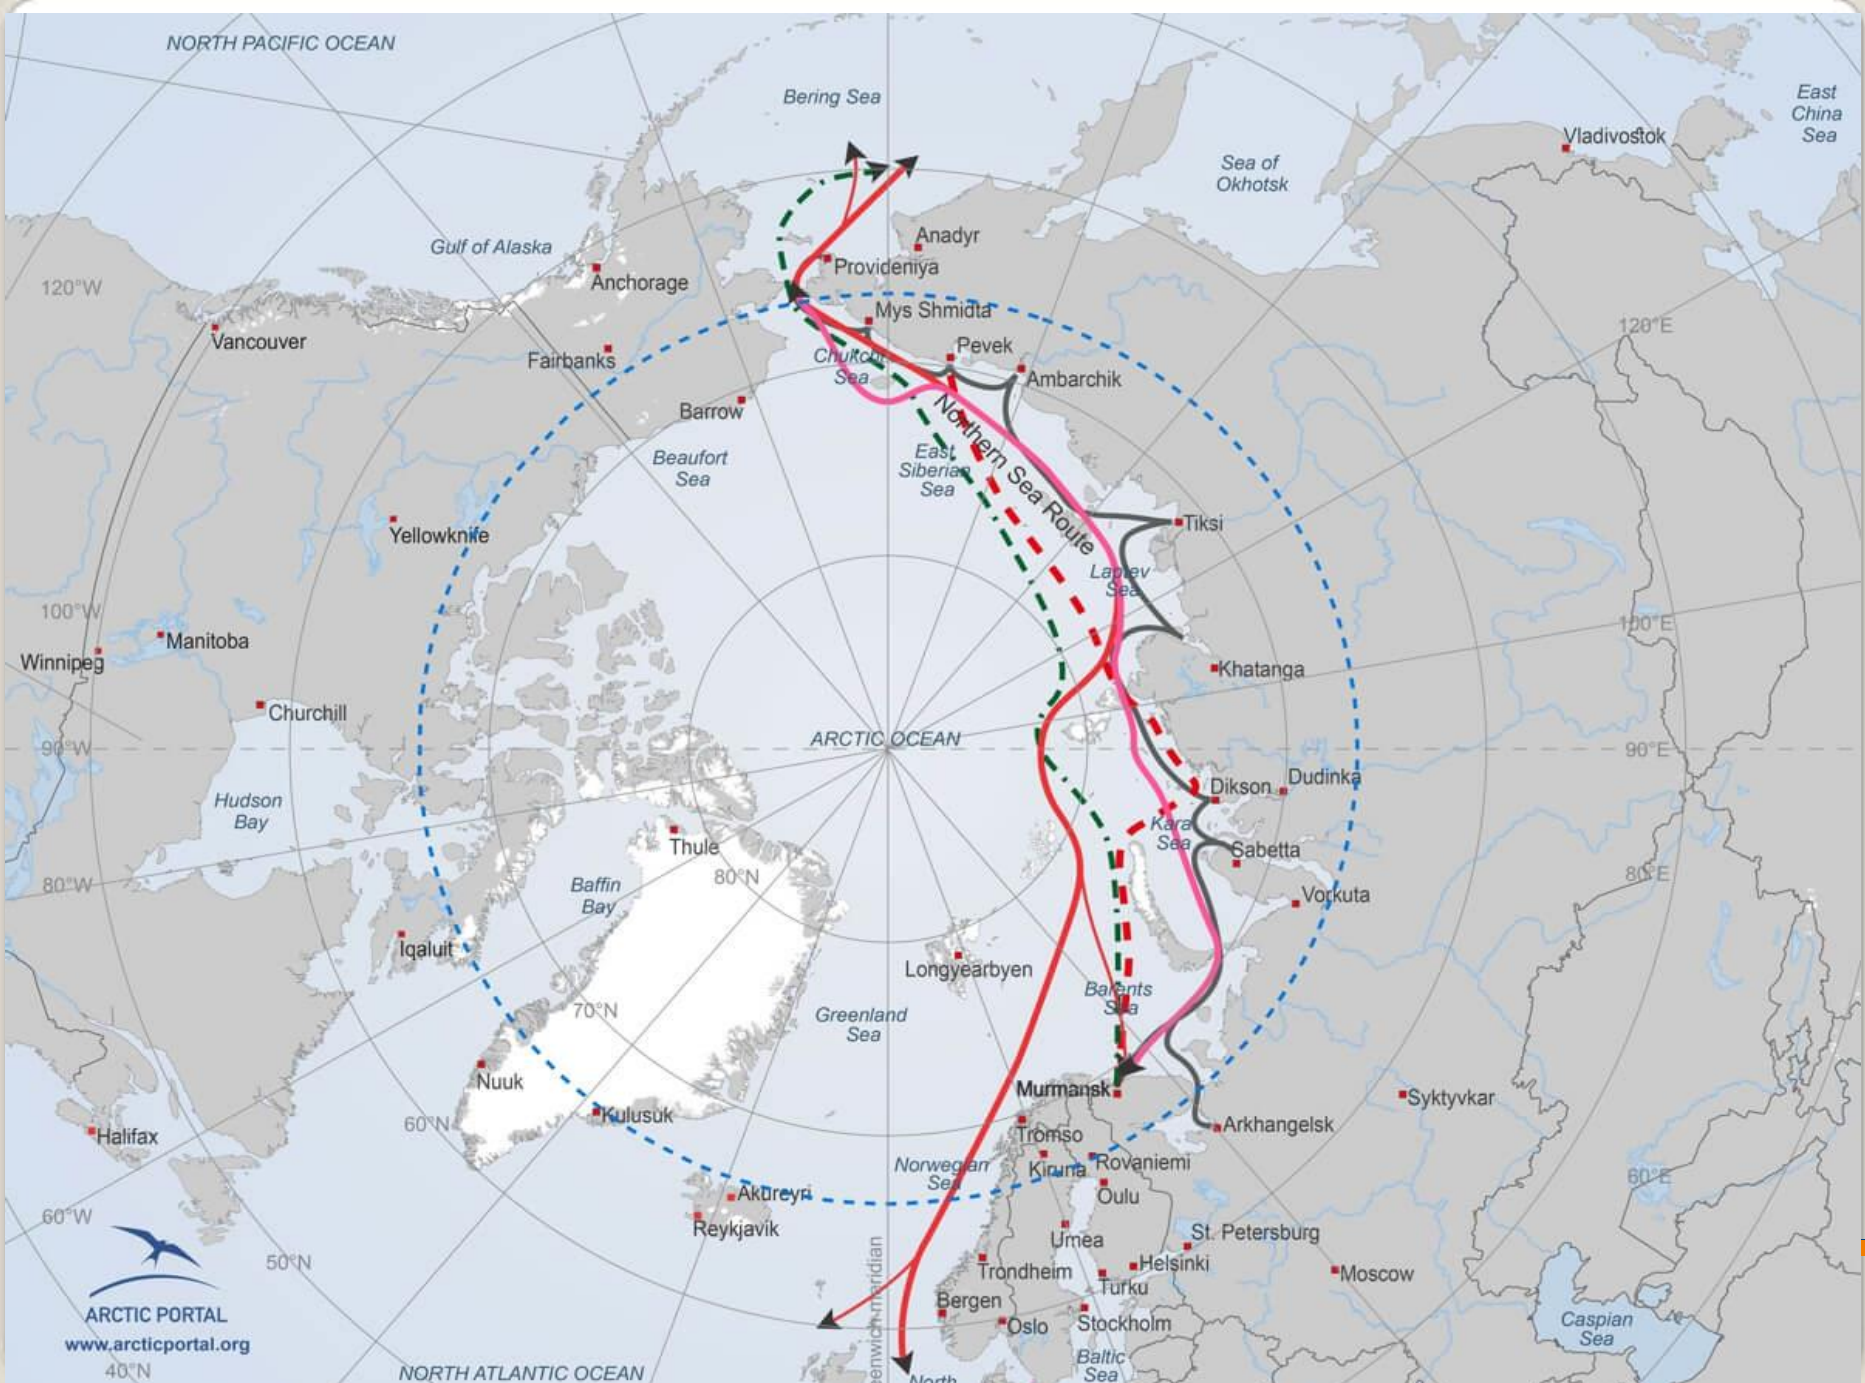 NORTH PACIFIC OCEAN
Bering Sea
East
China
Sea
Vladivostok
Sea of
Okhotsk
Gulf of Alaska
Anadyr
Provideniya
Anchorage
120°W
Mys Shmidta
120°E
Vancouver
Fairbanks
Chukchi
Sea
Pevek
Ambarchik
Barrow
Northern Sea Route
Beaufort
Sea
East
Siberian
Sea
Tiksi
Yellowknife
Laptev
Sea
100°W
100°E
Manitoba
Winnipeg
Khatanga
Churchill
ARCTIC OCEAN
90°W
90°E
Dikson
Dudinka
Hudson
Bay
Kara
Sea
Sabetta
Thule
80°N
80°W
80°E
Baffin
Bay
Vorkuta
Iqaluit
Longyearbyen
Barents
Sea
70°N
Greenland
Sea
Nuuk
Murmansk
Syktyvkar
Kulusuk
60°N
Halifax
Arkhangelsk
Tromso
Kiruna
Rovaniemi
Norwegian
Sea
60°E
Oulu
Akureyri
Reykjavik
60°W
Umea
St. Petersburg
Helsinki
50°N
Trondheim
Turku
Moscow
Bergen
Oslo
Stockholm
Caspian
Sea
ARCTIC PORTAL
www.arcticportal.org
enwich meridian
Baltic
Sea
40°N
NORTH ATLANTIC OCEAN
North